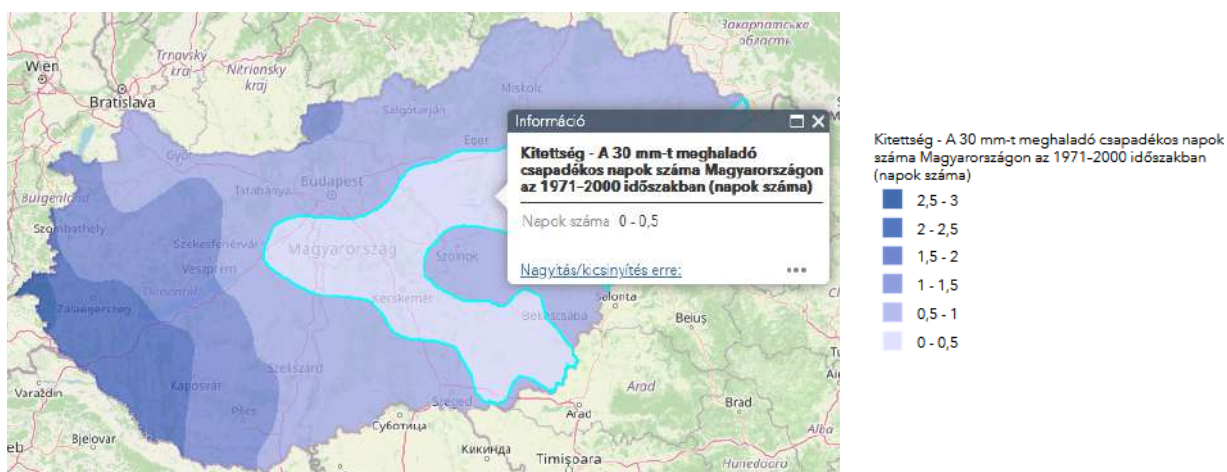 Закарпатська
область
Trnavsky
kraj
Nitriansky
kraj
Wien
Bratislava
Miskolc
Salgótarján
Eger
Győr
Budapest
Tatabánya
Burgenland
Szombathely
Székesfehérvár
Magyarország
Veszprém
Szolnok
Zalaegerszeg
Kecskemét
Salonta
Békéscsaba
Beiuș
Szekszárd
Varaždin
Kaposvár
Arad
Pécs
Szeged
Arad
Brad
Суботица
Alba
Bjelovar
Кикинда
Timișoara
Hunedoara
Információ
Kitettség - A 30 mm-t meghaladó
csapadékos napok száma Magyarországon
az 1971–2000 időszakban (napok száma)
Napok száma 0 - 0,5
Nagyítás/kicsinyítés erre:
Kitettség - A 30 mm-t meghaladó csapadékos napok
száma Magyarországon az 1971–2000 időszakban
(napok száma)
2,5 - 3
2 - 2,5
1,5 - 2
1 - 1,5
0,5 - 1
0 - 0,5